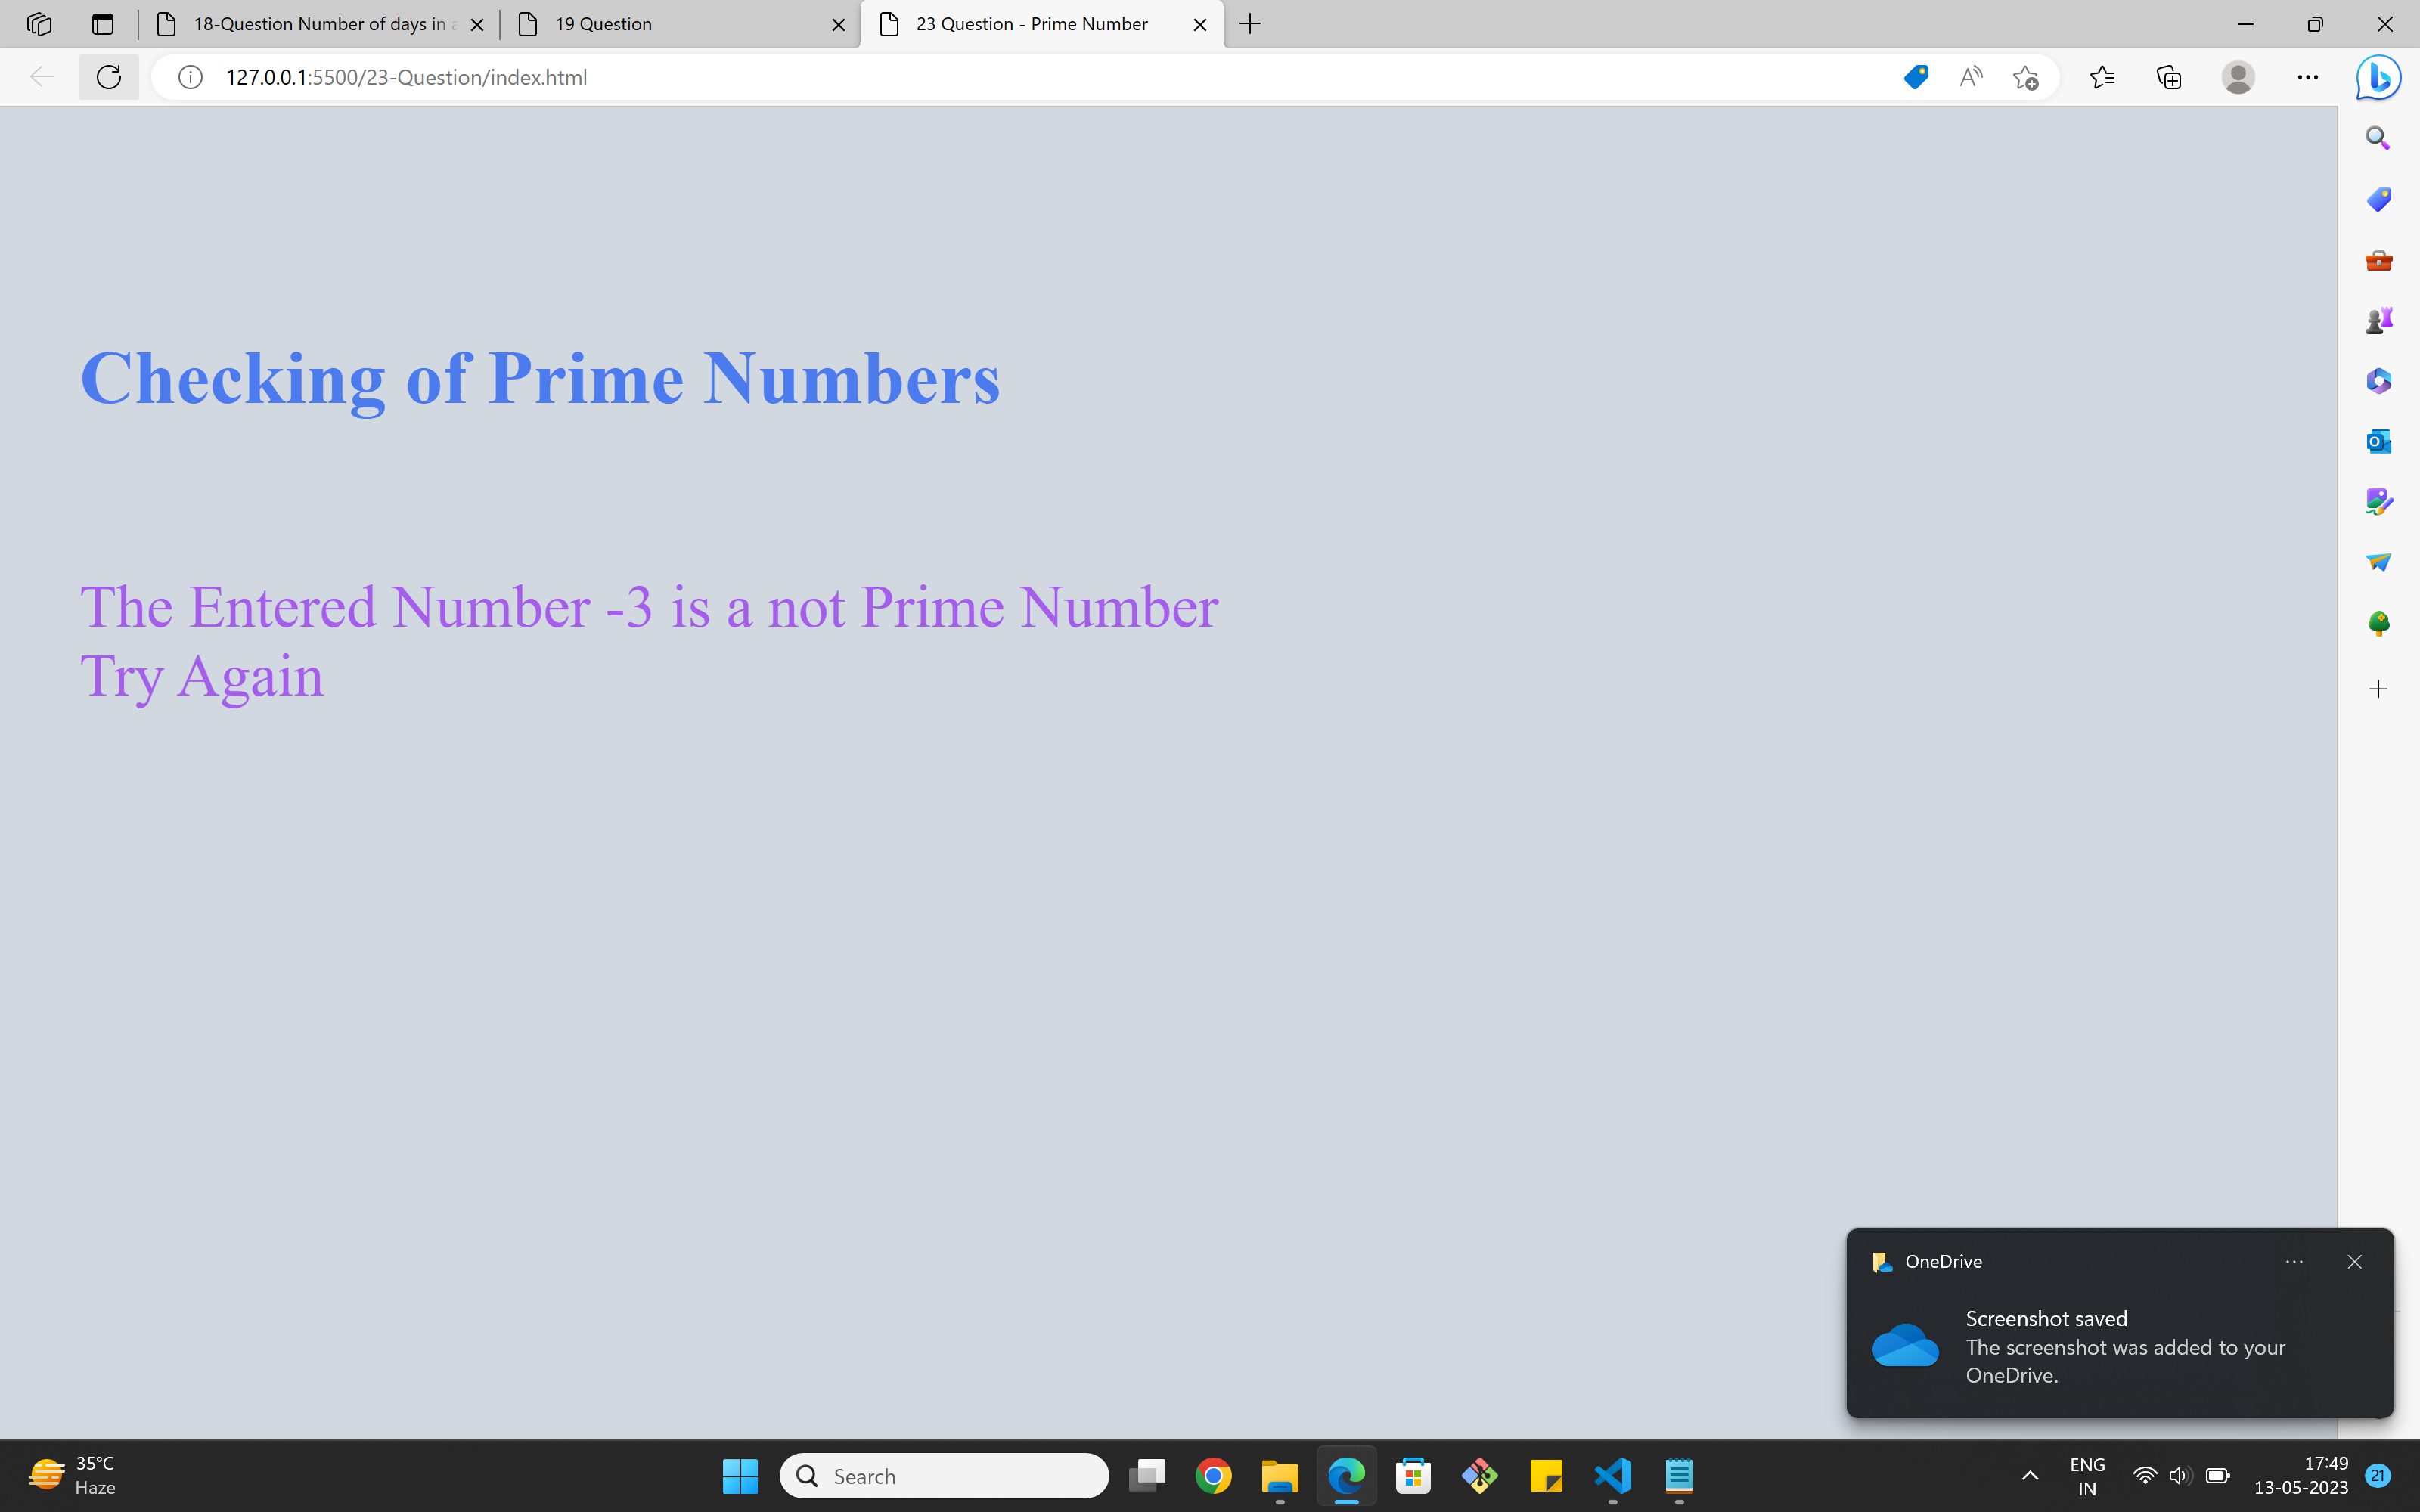 18-Question Number of days in a
19 Question
23 Question - Prime Number
127.0.0.1:5500/23-Question/index.html
Checking of Prime Numbers
The Entered Number -3 is a not Prime Number
Try Again
OneDrive
Screenshot saved
The screenshot was added to your
OneDrive.
35°C
Haze
Search
ENG
IN
17:49
13-05-2023
21